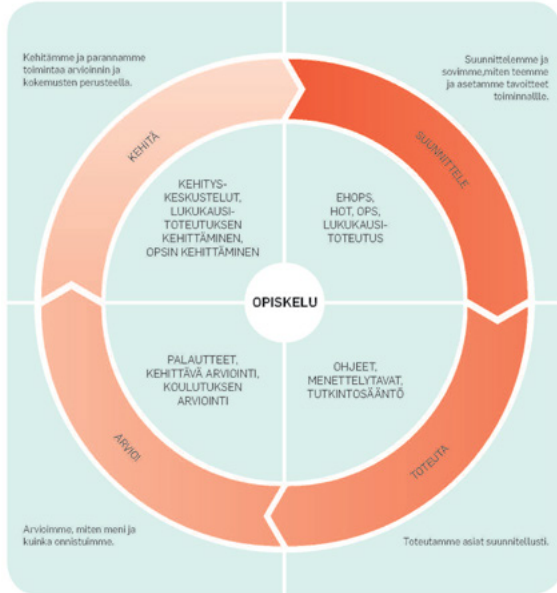 Kehitämme ja parannamme
toimintaa arvioinnin ja
kokemusten perusteella.
Suunnittelemme ja
sovimme,miten teemme
ja asetamme tavoitteet
toiminnallle.
KEHITÄ
SUUNNITTELE
KEHITYS-
KESKUSTELUT,
LUKUKAUSI-
TOTEUTUKSEN
KEHITTÄMINEN,
OPSIN KEHITTÄMINEN
EHOPS,
HOT, OPS,
LUKUKAUSI-
TOTEUTUS
OPISKELU
PALAUTTEET,
KEHITTÄVÄ ARVIOINTI,
KOULUTUKSEN
ARVIOINTI
OHJEET,
MENETTELYTAVAT,
TUTKINTOSÄÄNTÖ
ARVIOI
TOTEUTA
Arvioimme, miten meni ja
kuinka onnistuimme.
Toteutamme asiat suunnitellusti.